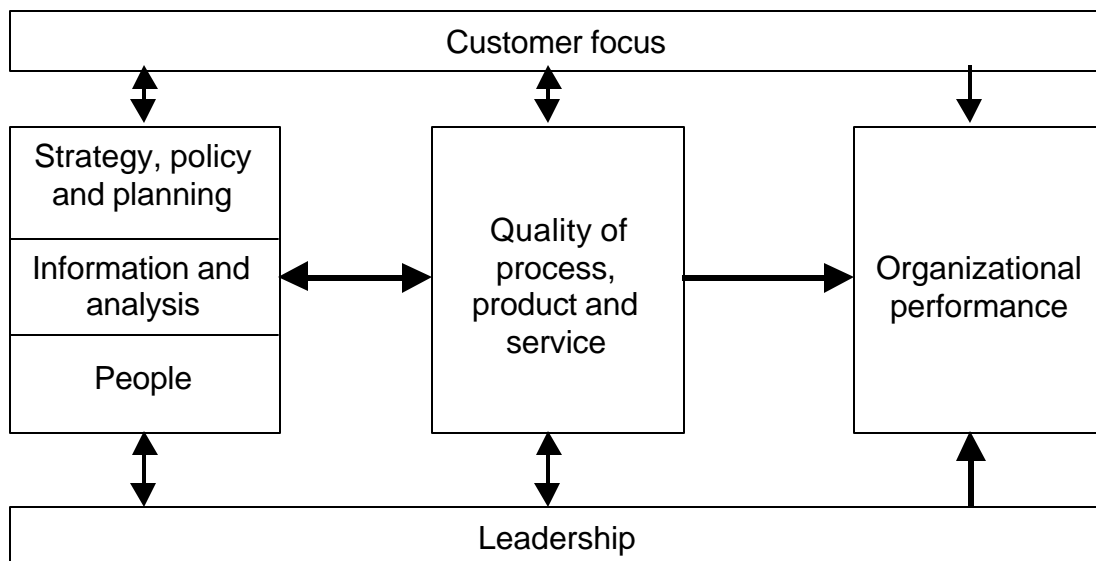 Customer focus
Strategy, policy
and planning
Information and
analysis
People
Quality of
process,
product and
service
Organizational
performance
Leadership